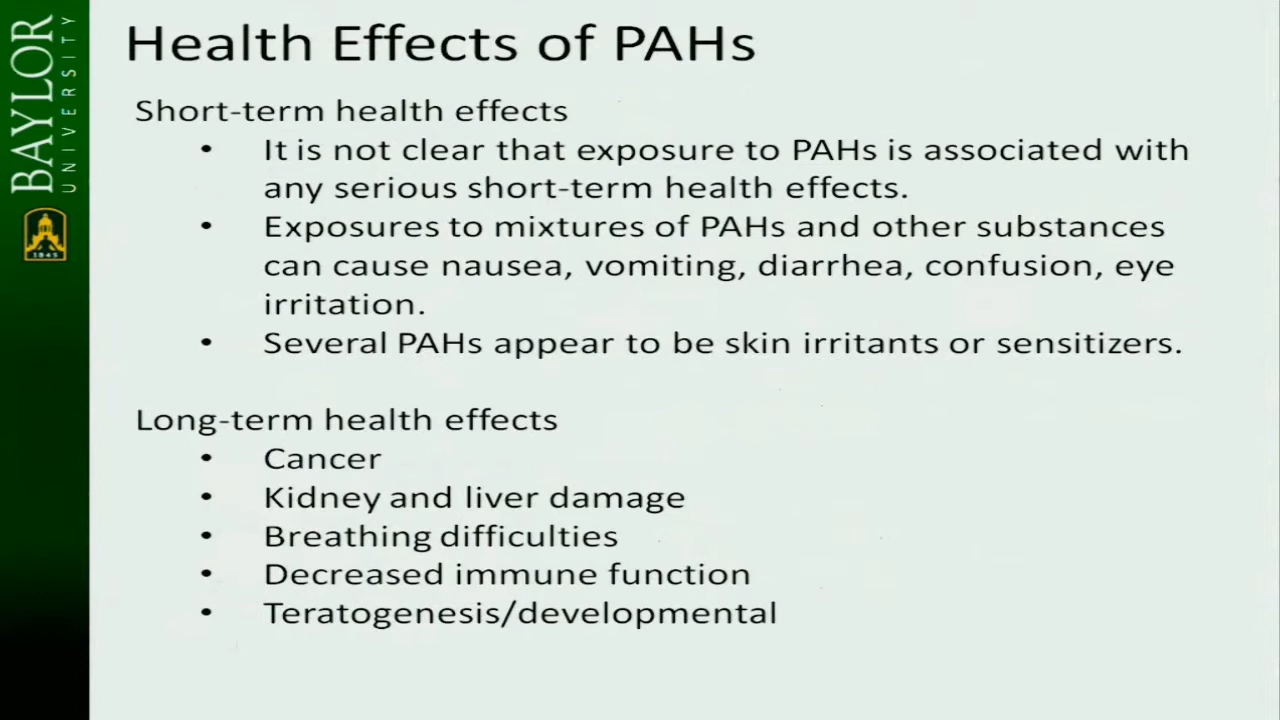 BAYLOR
UNIVERSITY
1845
Health Effects of PAHs
Short-term health effects
• It is not clear that exposure to PAHs is associated with
any serious short-term health effects.
• Exposures to mixtures of PAHs and other substances
can cause nausea, vomiting, diarrhea, confusion, eye
irritation.
• Several PAHs appear to be skin irritants or sensitizers.
Long-term health effects
• Cancer
• Kidney and liver damage
• Breathing difficulties
• Decreased immune function
• Teratogenesis/developmental